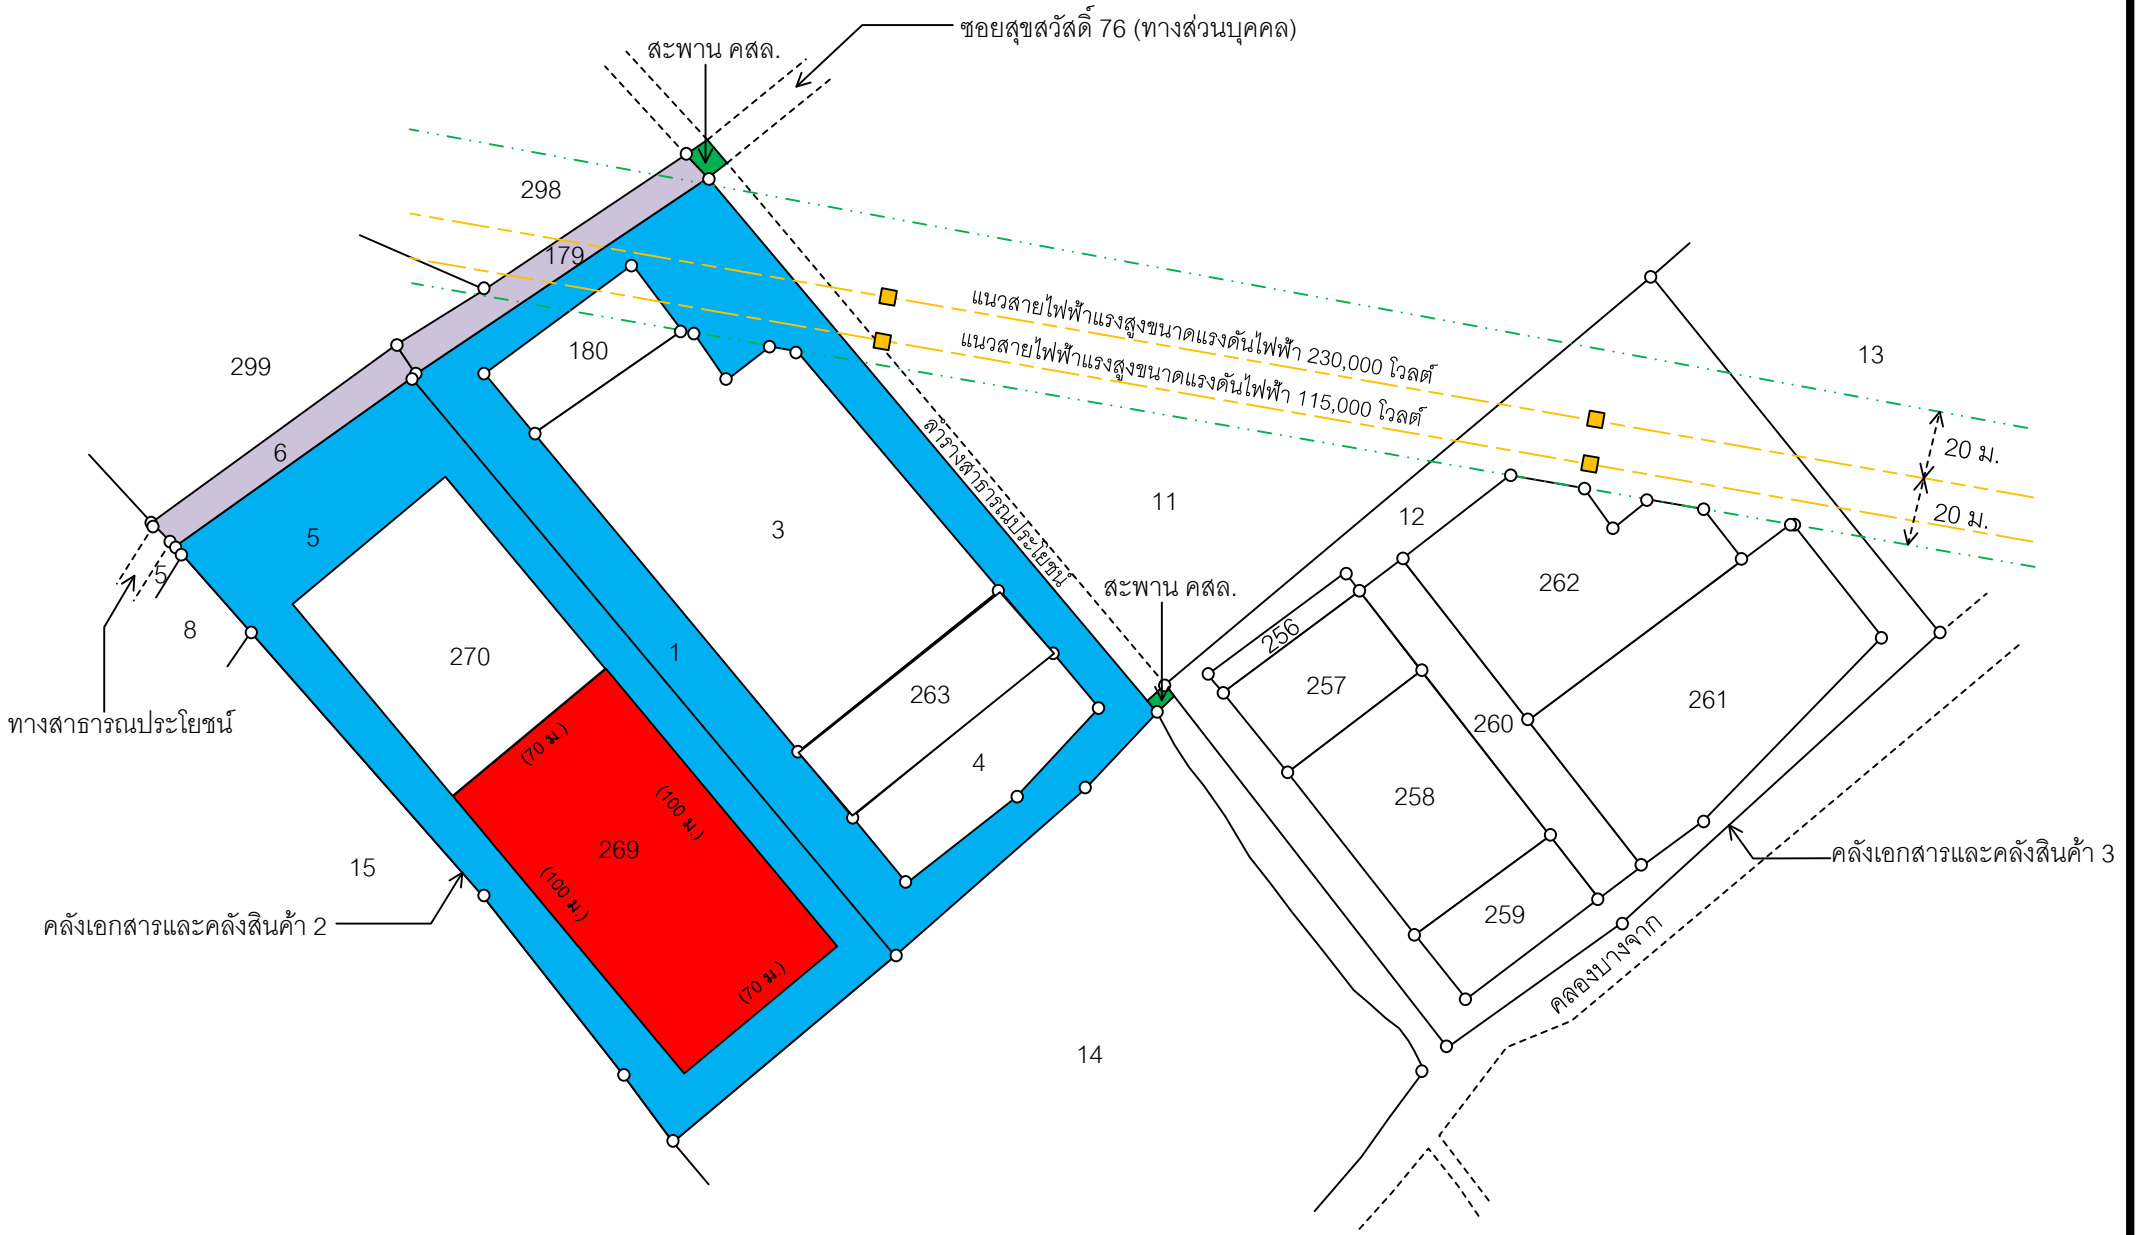 ซอยสุขสวัสดิ์ 76 (ทางส่วนบุคคล)
สะพาน คสล.
298
179
299
180
6
5
5
8
270
3
1
263
4
269
(70 ม.)
(100 ม.)
(100 ม.)
(70 ม.)
15
ทางสาธารณประโยชน์
คลังเอกสารและคลังสินค้า 2
แนวสายไฟฟ้าแรงสูงขนาดแรงดันไฟฟ้า 230,000 โวลต์
แนวสายไฟฟ้าแรงสูงขนาดแรงดันไฟฟ้า 115,000 โวลต์
ลำรางสาธารณประโยชน์
11
สะพาน คสล.
13
20 ม.
20 ม.
12
262
256
257
260
261
258
259
คลังเอกสารและคลังสินค้า 3
คลองบางจาก
14